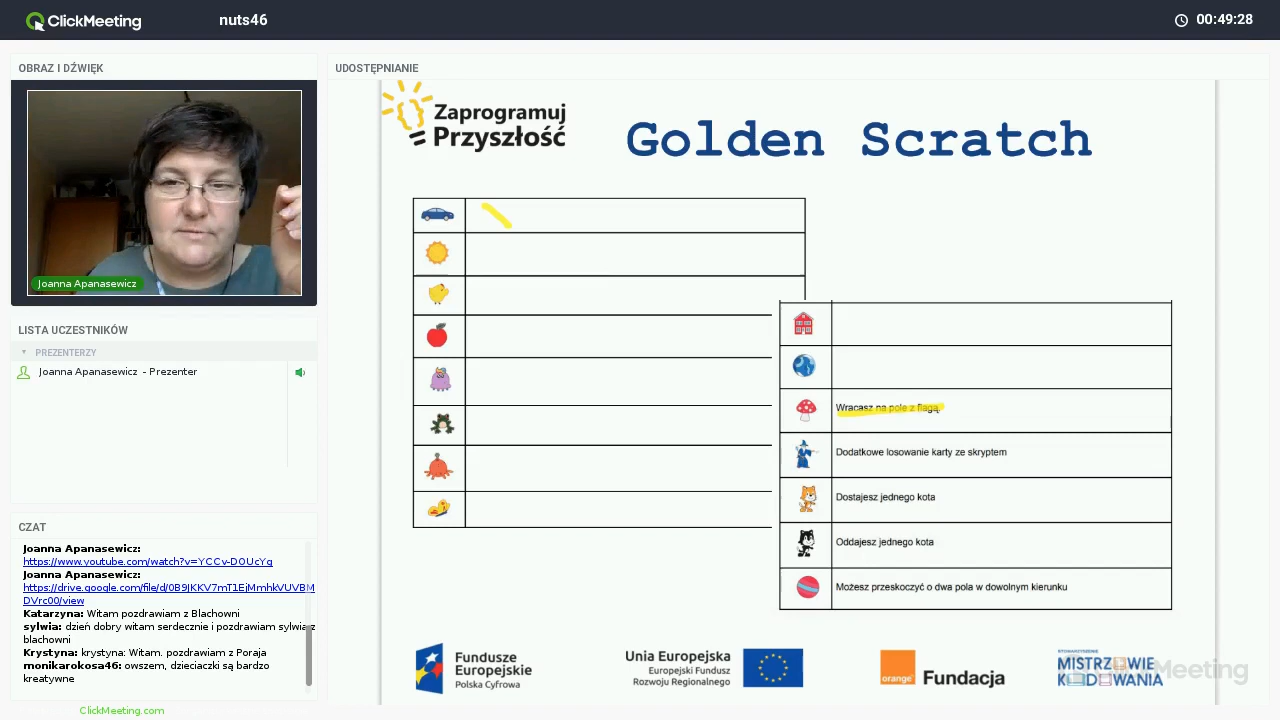 ClickMeeting
nuts46
00:49:28
OBRAZ I DŹWIĘK
Joanna Apanasewicz
LISTA UCZESTNIKÓW
PREZENTERZY
Joanna Apanasewicz - Prezenter
CZAT
Joanna Apanasewicz:
https://www.youtube.com/watch?v=YCCv-D0UcYg
Joanna Apanasewicz:
https://drive.google.com/file/d/0B9JKKV7mT1EjMmhkVUVBM
DVrc00/view
Katarzyna: Witam pozdrawiam z Blachowni
sylwia: dzień dobry witam serdecznie i pozdrawiam sylwia z
blachowni
Krystyna: krystyna: Witam. pozdrawiam z Poraja
monikarokosa46: owszem, dzieciaczki są bardzo
kreatywne
ClickMeeting.com
UDOSTĘPNIANIE
Zaprogramuj
Przyszłość
Golden Scratch
Wracasz na pole z flagą.
Dodatkowe losowanie karty ze skryptem
Dostajesz jednego kota
Oddajesz jednego kota
Możesz przeskoczyć o dwa pola w dowolnym kierunku
Fundusze
Europejskie
Polska Cyfrowa
Unia Europejska
Europejski Fundusz
Rozwoju Regionalnego
orange
Fundacja
STOWARZYSZENIE
MISTRZOWIE
KODOWANIA
Meeting